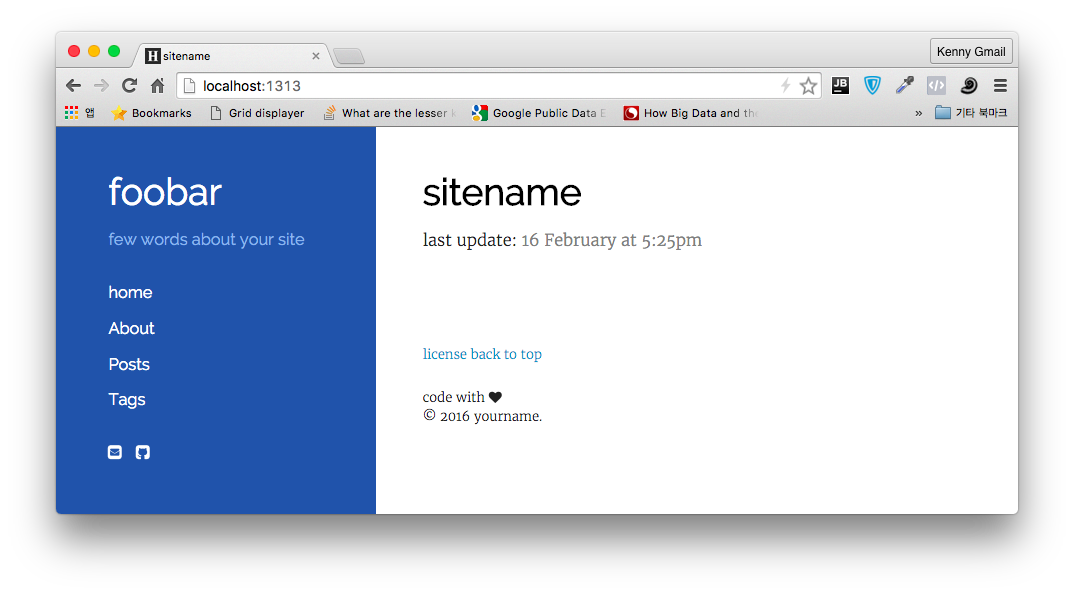 H sitename
Kenny Gmail
localhost:1313
JB
앱 Bookmarks Grid displayer What are the lesser Google Public Data E How Big Data and the » 기타 북마크
foobar
few words about your site
home
About
Posts
Tags
sitename
last update: 16 February at 5:25pm
license back to top
code with ♥
© 2016 yourname.